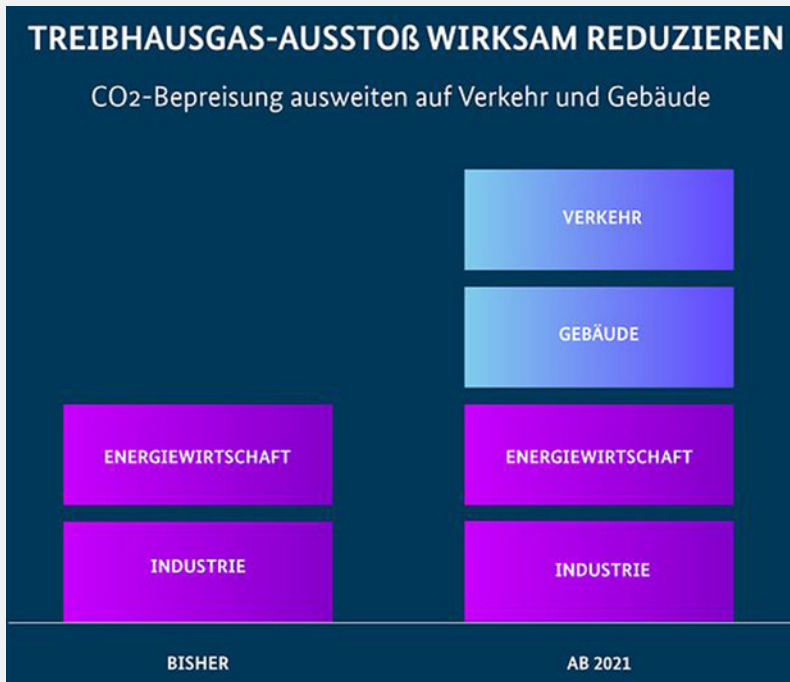 TREIBHAUSGAS-AUSSTOß WIRKSAM REDUZIEREN
CO2-Bepreisung ausweiten auf Verkehr und Gebäude
VERKEHR
GEBÄUDE
ENERGIEWIRTSCHAFT
ENERGIEWIRTSCHAFT
INDUSTRIE
INDUSTRIE
BISHER
AB 2021